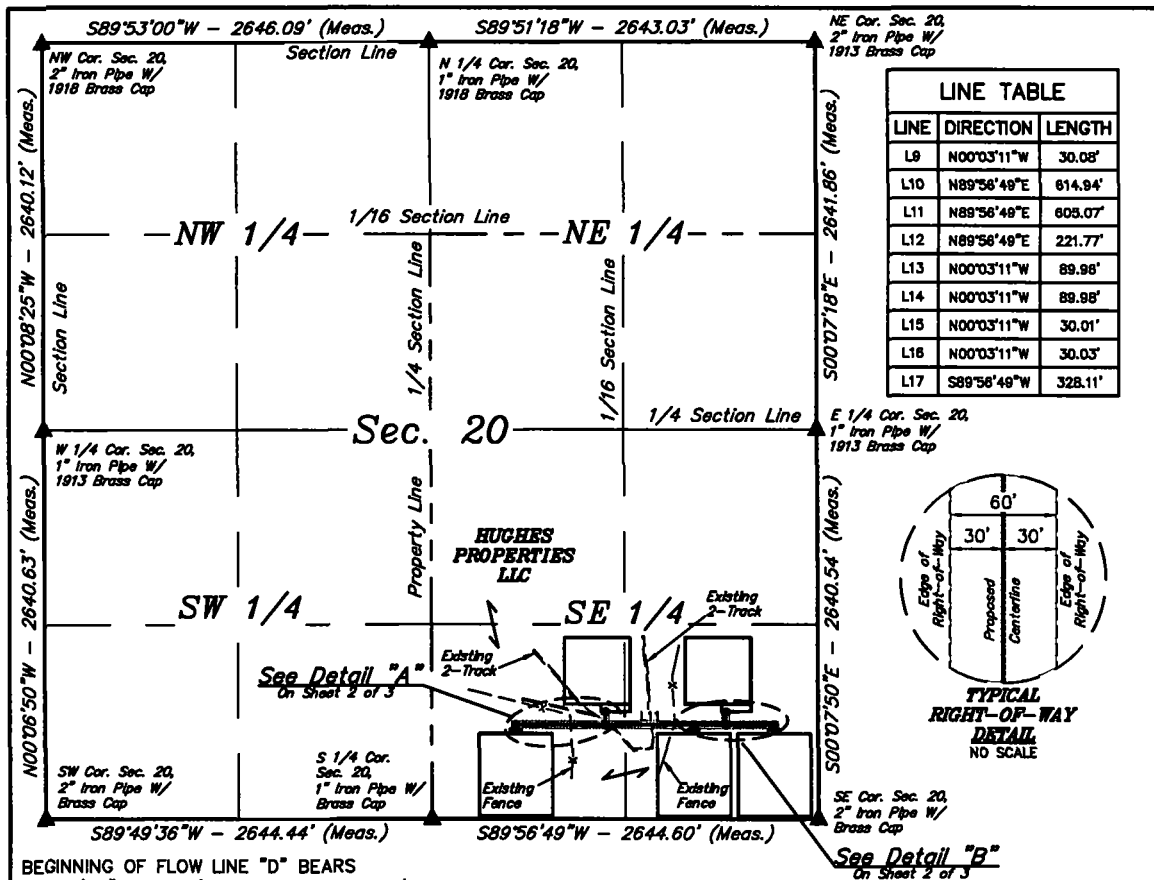 S89°53'00"W - 2646.09' (Meas.)
S89°51'18"W - 2643.03' (Meas.)
NE Cor. Sec. 20,
2" Iron Pipe W/
1913 Brass Cap
Section Line
NW Cor. Sec. 20,
2" Iron Pipe W/
1918 Brass Cap
N 1/4 Cor. Sec. 20,
1" Iron Pipe W/
1918 Brass Cap
LINE TABLE
LINE DIRECTION LENGTH
L9 N00°03'11"W 30.08'
L10 N89°56'49"E 614.94'
L11 N89°56'49"E 605.07'
L12 N89°56'49"E 221.77'
L13 N00°03'11"W 89.98'
L14 N00°03'11"W 89.98'
L15 N00°03'11"W 30.01'
L16 N00°03'11"W 30.03'
L17 S89°56'49"W 328.11'
N00°08'25"W - 2640.12' (Meas.)
Section Line
S00°07'18"E - 2641.86' (Meas.)
1/16 Section Line
NW 1/4
NE 1/4
1/4 Section Line
1/16 Section Line
1/4 Section Line
Sec. 20
W 1/4 Cor. Sec. 20,
1" Iron Pipe W/
1913 Brass Cap
E 1/4 Cor. Sec. 20,
1" Iron Pipe W/
1913 Brass Cap
N00°06'50"W - 2640.63' (Meas.)
Property Line
S00°07'50"E - 2640.54' (Meas.)
HUGHES
PROPERTIES
LLC
SW 1/4
SE 1/4
Existing
2-Track
Existing
2-Track
See Detail "A"
On Sheet 2 of 3
L11
60'
30' 30'
Edge of
Right-of-Way
Proposed
Centerline
Edge of
Right-of-Way
TYPICAL
RIGHT-OF-WAY
DETAIL
NO SCALE
SW Cor. Sec. 20,
2" Iron Pipe W/
Brass Cap
S 1/4 Cor.
Sec. 20,
1" Iron Pipe W/
Brass Cap
Existing
Fence
Existing
Fence
SE Cor. Sec. 20,
2" Iron Pipe W/
Brass Cap
S89°49'36"W - 2644.44' (Meas.)
S89°56'49"W - 2644.60' (Meas.)
See Detail "B"
On Sheet 2 of 3
BEGINNING OF FLOW LINE "D" BEARS